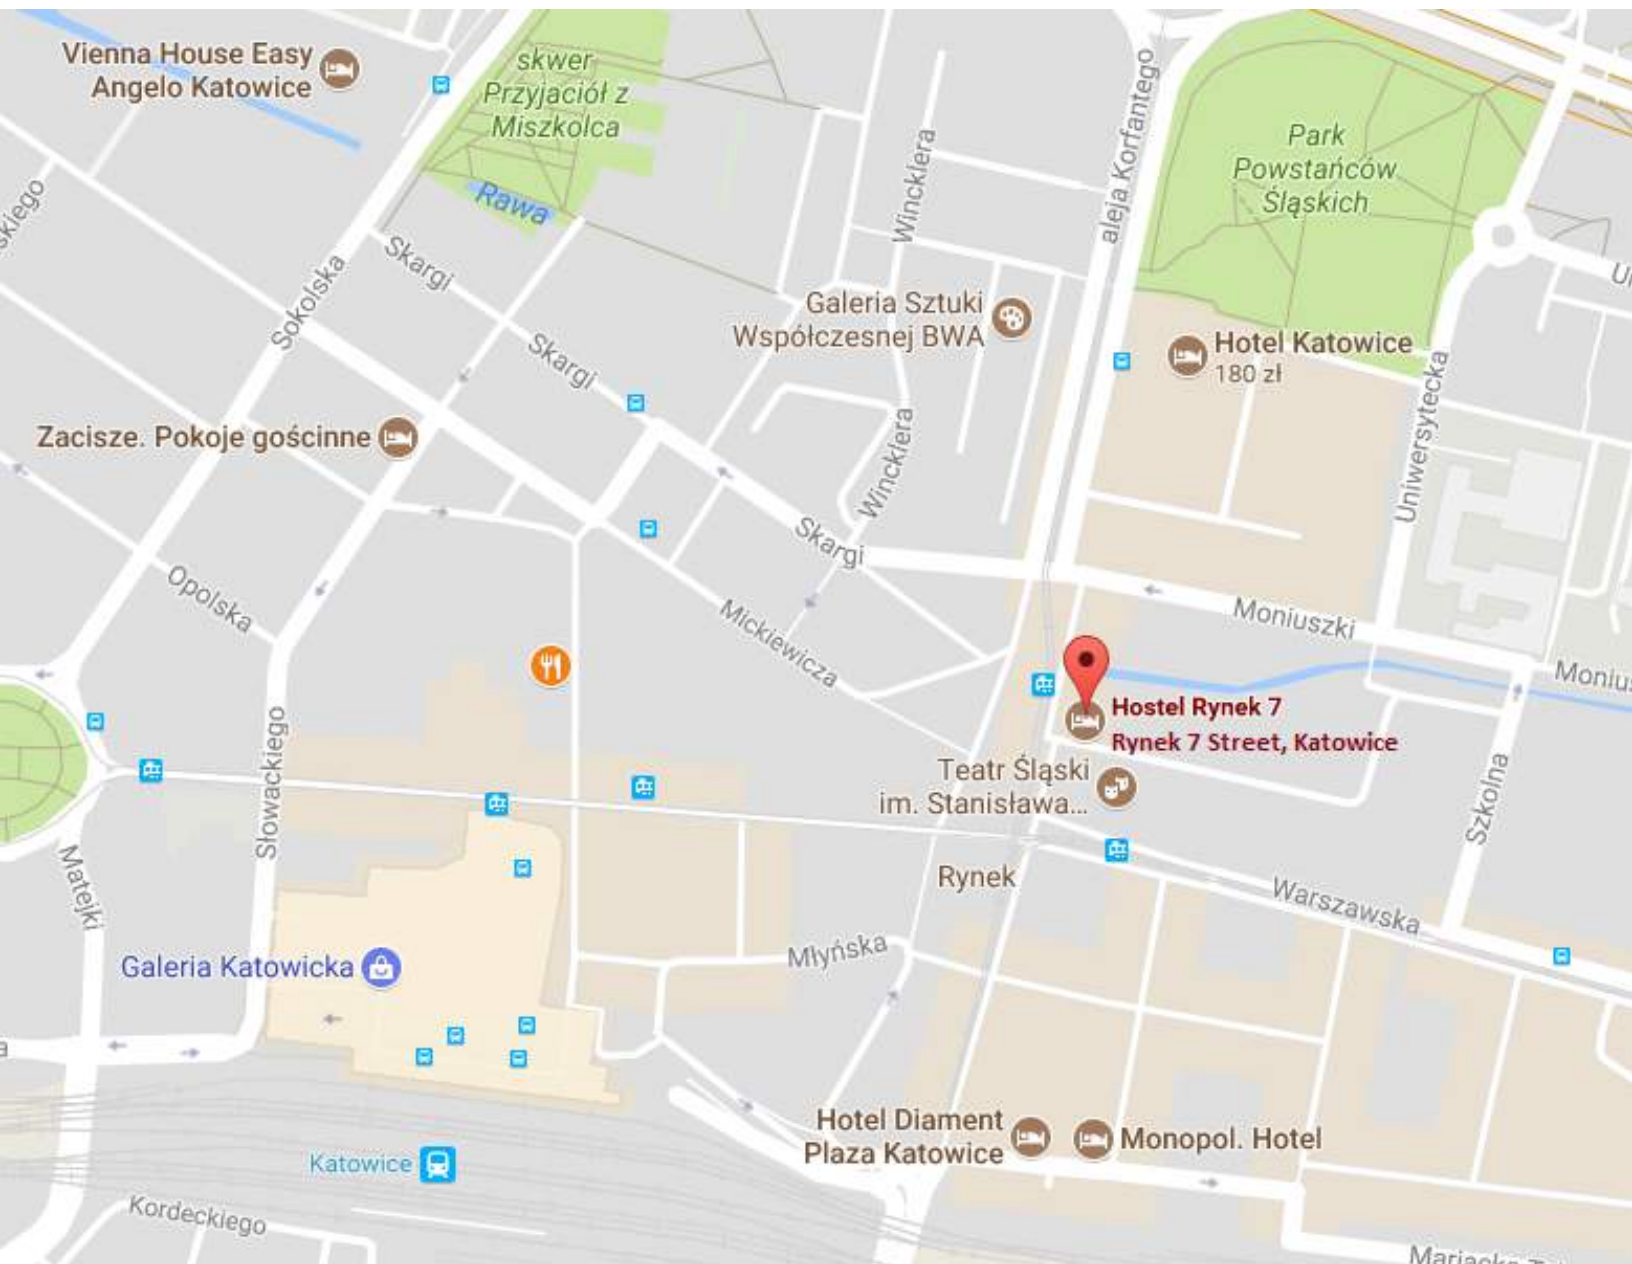 Vienna House Easy
Angelo Katowice
skwer
Przyjaciół z
Miszkolca
Rawa
Skargi
Sokolska
Skargi
Wincklera
aleja Korfantego
Park
Powstańców
Śląskich
Galeria Sztuki
Współczesnej BWA
Hotel Katowice
180 zł
Uniwersytecka
Zacisze. Pokoje gościnne
Wincklera
Skargi
Opolska
Mickiewicza
Moniuszki
Hostel Rynek 7
Rynek 7 Street, Katowice
Teatr Śląski
im. Stanisława...
Słowackiego
Szkolna
Matejki
Rynek
Warszawska
Młyńska
Galeria Katowicka
Hotel Diament
Plaza Katowice
Monopol. Hotel
Katowice
Kordeckiego